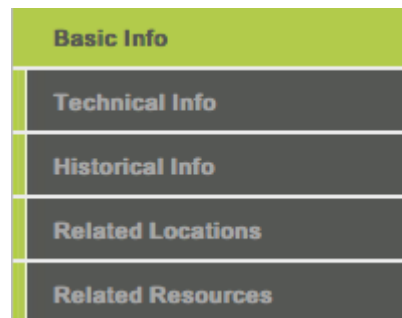 Basic Info
Technical Info
Historical Info
Related Locations
Related Resources